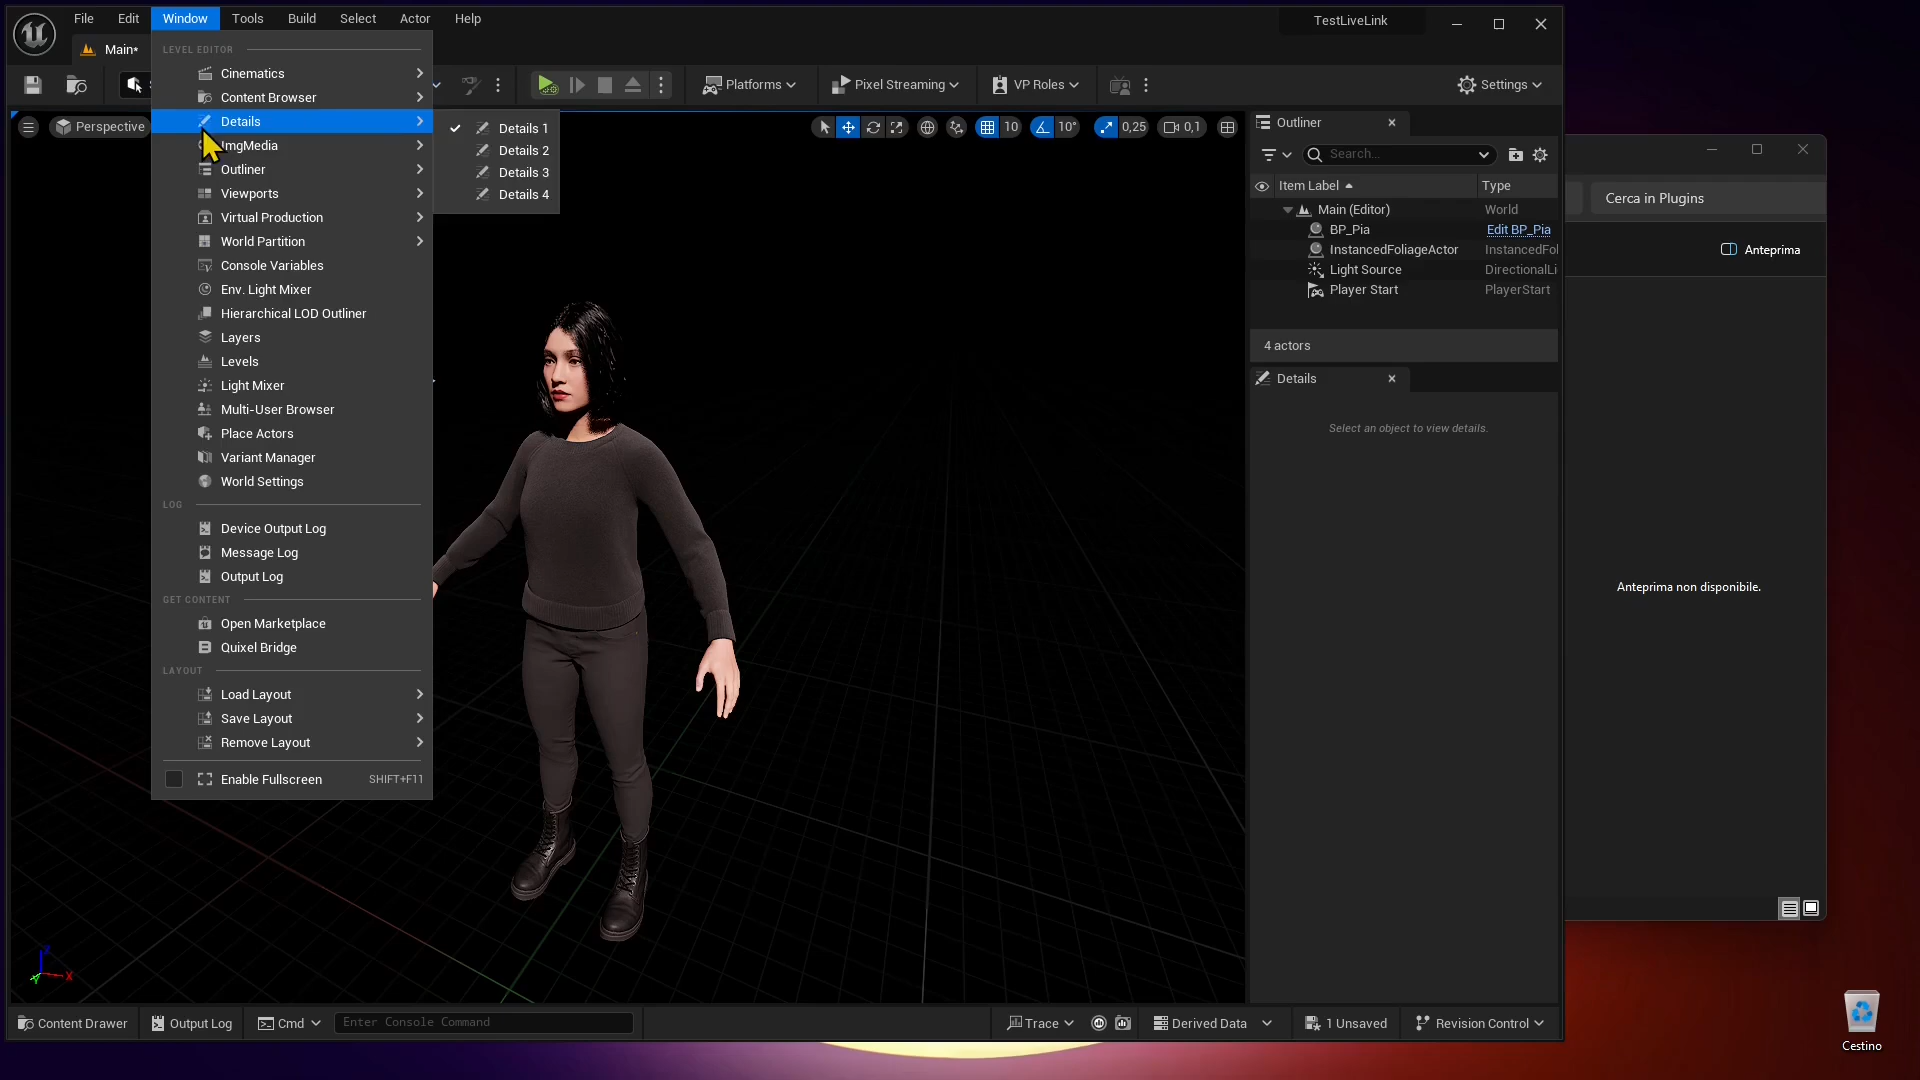 File Edit Window Tools Build Select Actor Help
TestLiveLink
Main*
Platforms
Pixel Streaming
VP Roles
Settings
LEVEL EDITOR
Cinematics
Content Browser
Details
ImgMedia
Outliner
Viewports
Virtual Production
World Partition
Console Variables
Env. Light Mixer
Hierarchical LOD Outliner
Layers
Levels
Light Mixer
Multi-User Browser
Place Actors
Variant Manager
World Settings
LOG
Device Output Log
Message Log
Output Log
GET CONTENT
Open Marketplace
Quixel Bridge
LAYOUT
Load Layout
Save Layout
Remove Layout
Enable Fullscreen SHIFT+F11
Details 1
Details 2
Details 3
Details 4
Perspective
10 10° 0,25 0,1
Outliner
Search...
Item Label Type
Main (Editor) World
BP_Pia Edit BP_Pia
InstancedFoliageActor InstancedFol
Light Source DirectionalLi
Player Start PlayerStart
4 actors
Details
Select an object to view details.
Cerca in Plugins
Anteprima
Anteprima non disponibile.
Z
X
Y
Content Drawer Output Log Cmd Enter Console Command Trace Derived Data 1 Unsaved Revision Control
Cestino